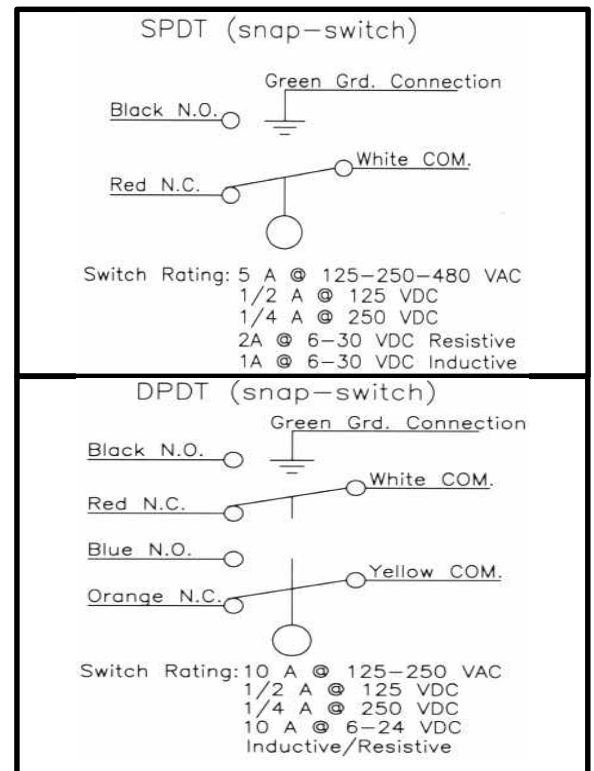 SPDT (snap-switch)
Green Grd. Connection
Black N.O.
White COM.
Red N.C.
Switch Rating: 5 A @ 125-250-480 VAC
1/2 A @ 125 VDC
1/4 A @ 250 VDC
2A @ 6-30 VDC Resistive
1A @ 6-30 VDC Inductive
DPDT (snap-switch)
Green Grd. Connection
Black N.O.
White COM.
Red N.C.
Blue N.O.
Yellow COM.
Orange N.C.
Switch Rating: 10 A @ 125-250 VAC
1/2 A @ 125 VDC
1/4 A @ 250 VDC
10 A @ 6-24 VDC
Inductive/Resistive